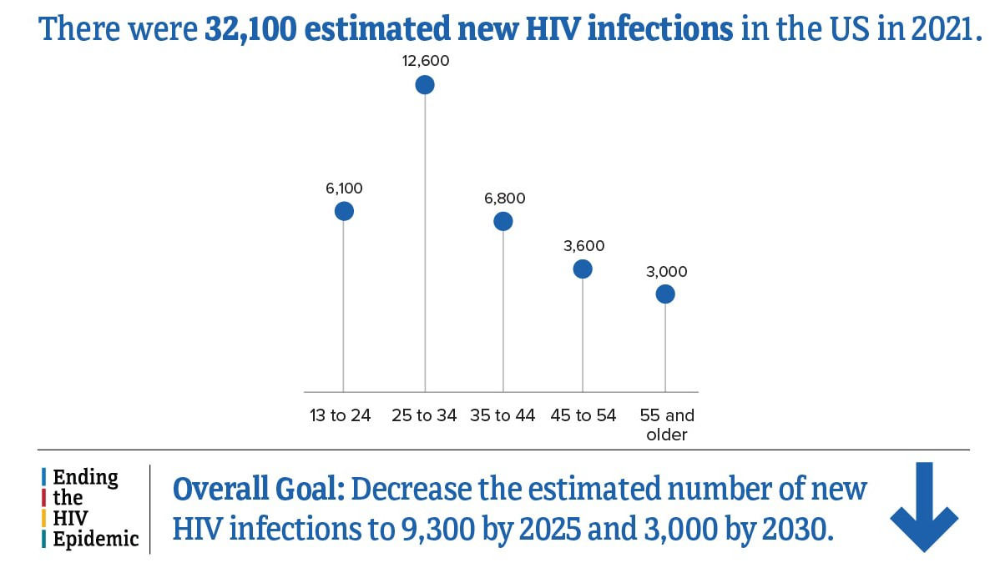 There were 32,100 estimated new HIV infections in the US in 2021.
12,600
6,100
6,800
3,600
3,000
13 to 24 25 to 34 35 to 44 45 to 54 55 and
older
Ending
the
HIV
Epidemic
Overall Goal: Decrease the estimated number of new
HIV infections to 9,300 by 2025 and 3,000 by 2030.